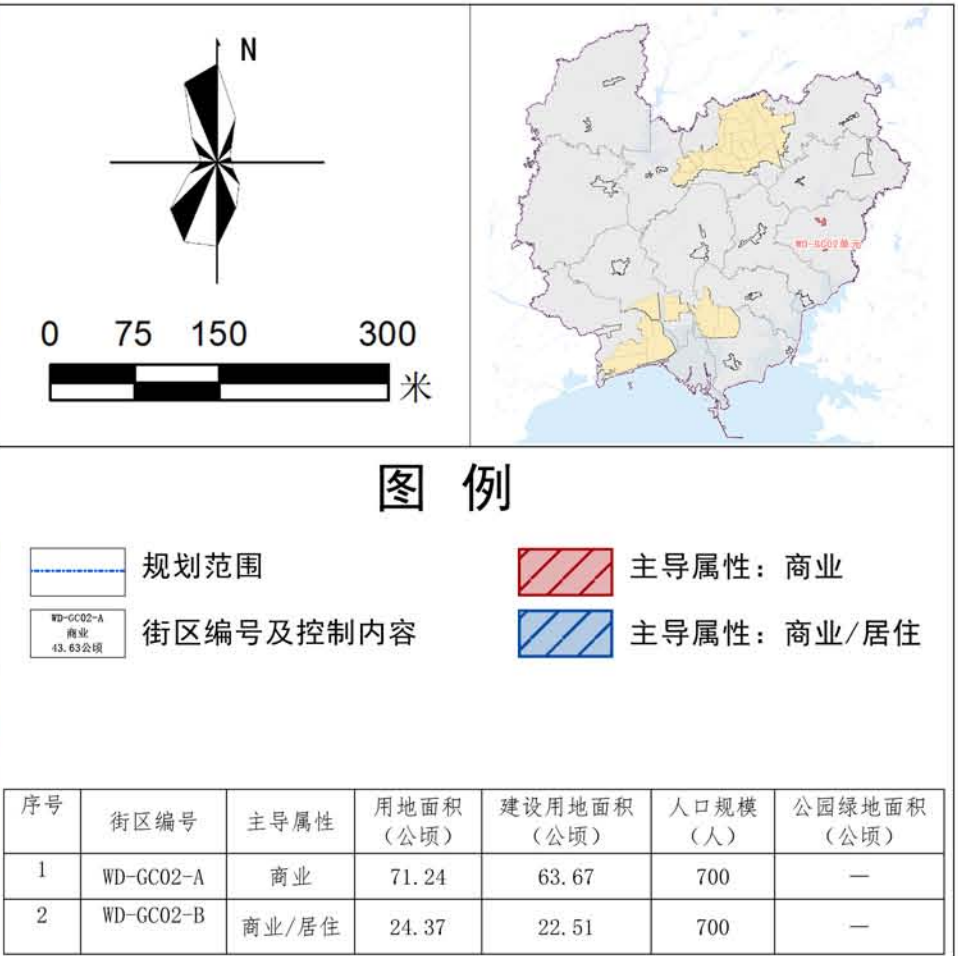 N
0 75 150 300
米
WD-GC02单元
图 例
规划范围
主导属性：商业
WD-GC02-A
商业
43.63公顷
街区编号及控制内容
主导属性：商业/居住
序号 街区编号 主导属性 用地面积（公顷） 建设用地面积（公顷） 人口规模（人） 公园绿地面积（公顷）
1 WD-GC02-A 商业 71.24 63.67 700 —
2 WD-GC02-B 商业/居住 24.37 22.51 700 —